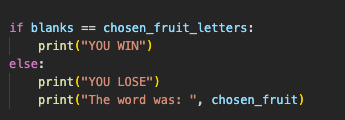 if blanks == chosen_fruit_letters:
    print("YOU WIN")
else:
    print("YOU LOSE")
    print("The word was: ", chosen_fruit)